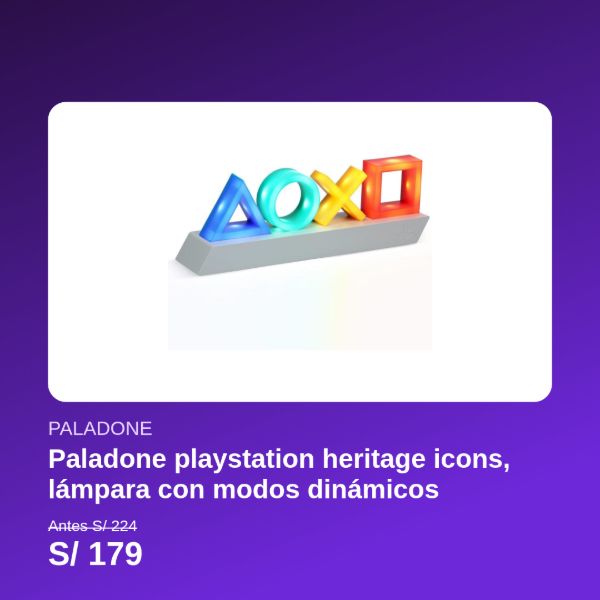 PALADONE
Paladone playstation heritage icons,
lámpara con modos dinámicos
Antes S/ 224
S/ 179